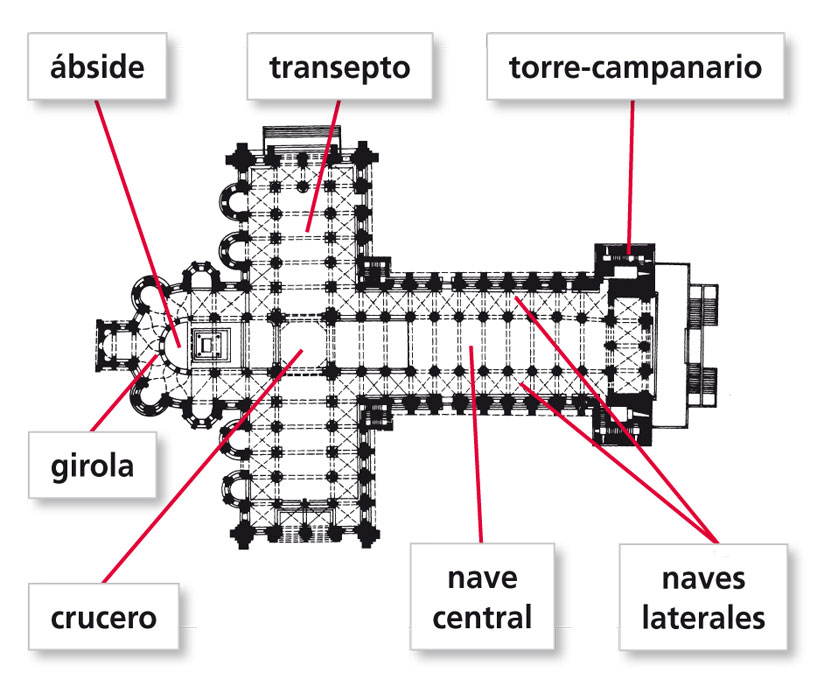 ábside
transepto
torre-campanario
girola
crucero
nave
central
naves
laterales